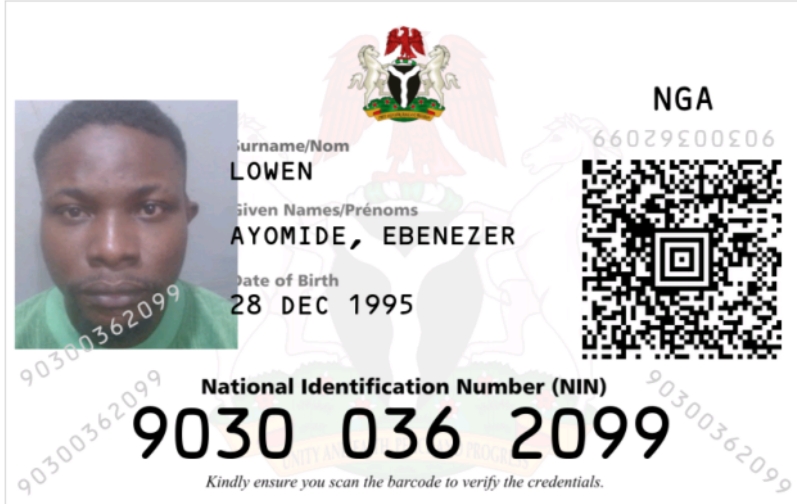 NGA
90300362099
Surname/Nom
LOWEN
Given Names/Prénoms
AYOMIDE, EBENEZER
Date of Birth
28 DEC 1995
90300362099
National Identification Number (NIN)
90300362099
9030 036 2099
90300362099
UNITY AND FAITH, PEACE AND PROGRESS
Kindly ensure you scan the barcode to verify the credentials.